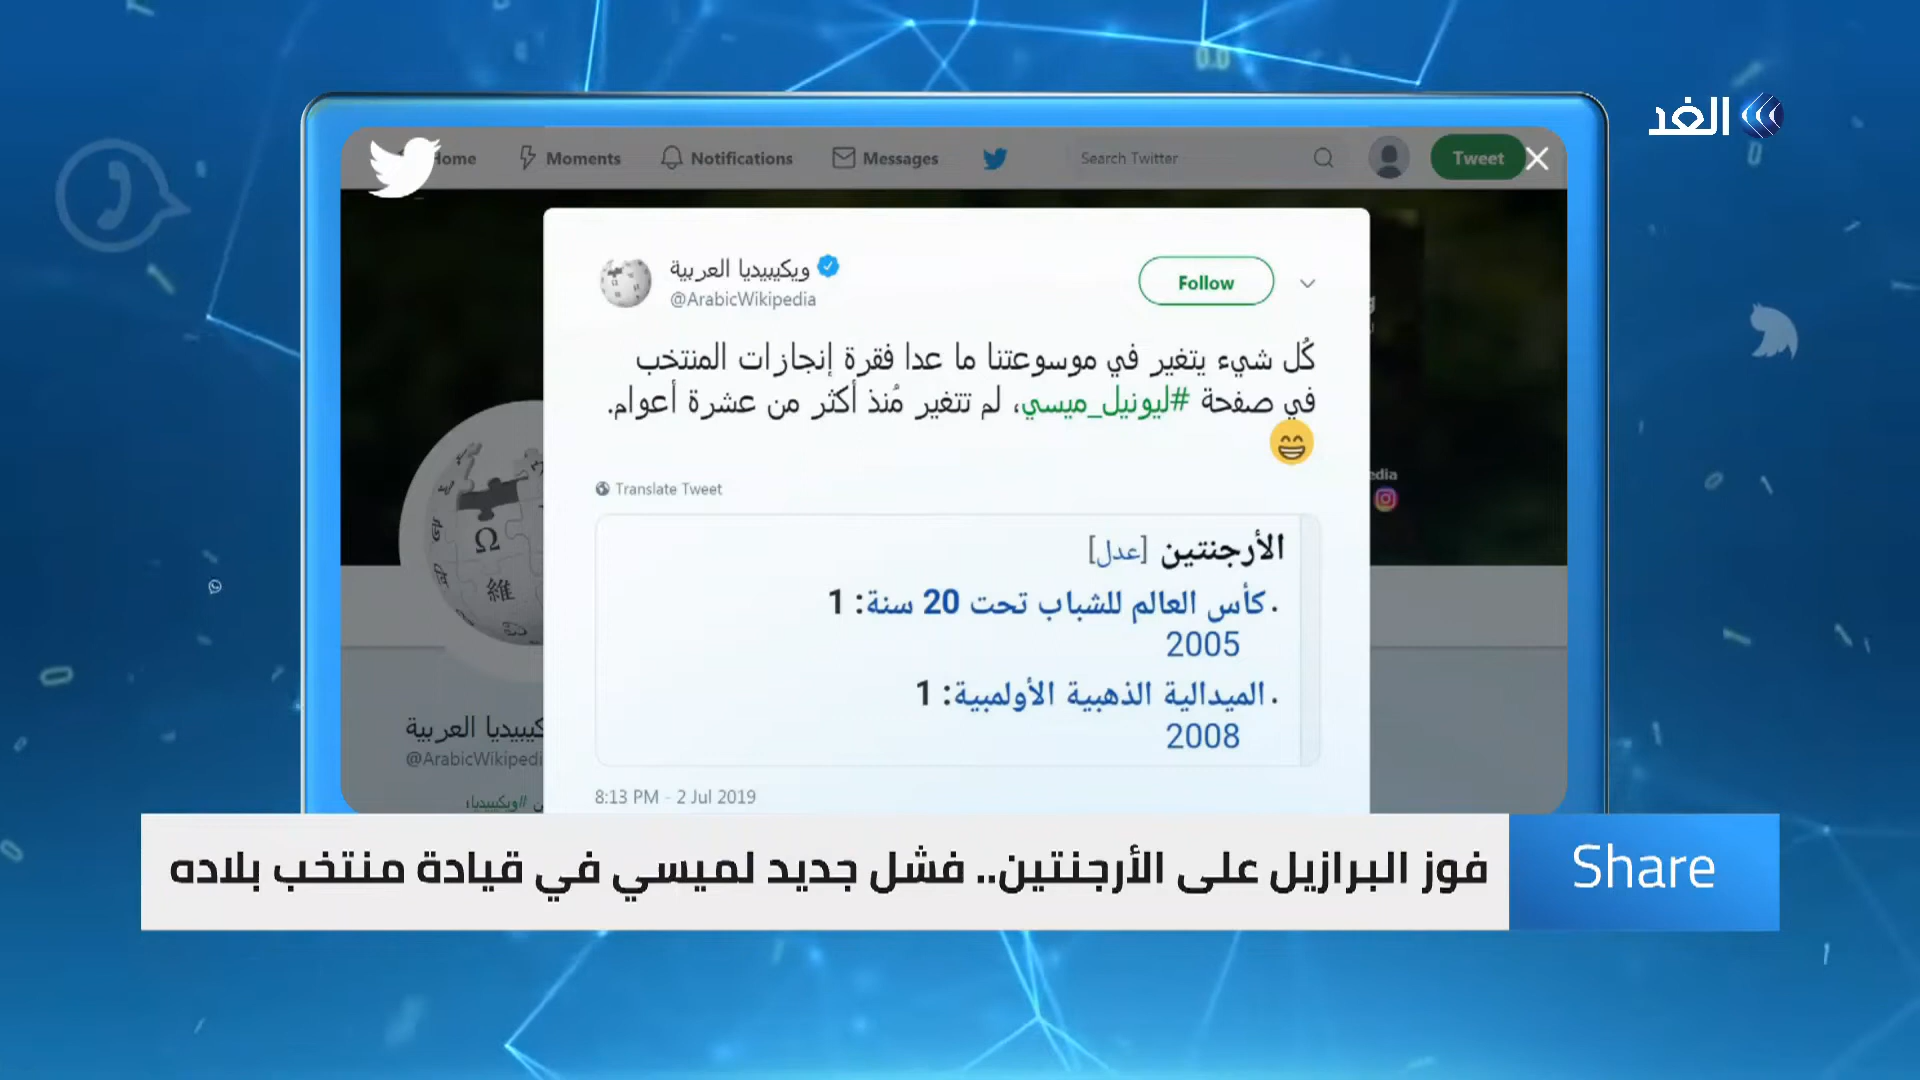 الغد
Home Moments Notifications Messages Search Twitter Tweet
ويكيبيديا العربية
@ArabicWikipedia
Follow
كُل شيء يتغير في موسوعتنا ما عدا فقرة إنجازات المنتخب
في صفحة #ليونيل_ميسي، لم تتغير مُنذ أكثر من عشرة أعوام.
Translate Tweet
الأرجنتين [عدل]
. كأس العالم للشباب تحت 20 سنة: 1
2005
. الميدالية الذهبية الأولمبية: 1
2008
8:13 PM - 2 Jul 2019
@ArabicWikipedi
فوز البرازيل على الأرجنتين.. فشل جديد لميسي في قيادة منتخب بلاده
Share